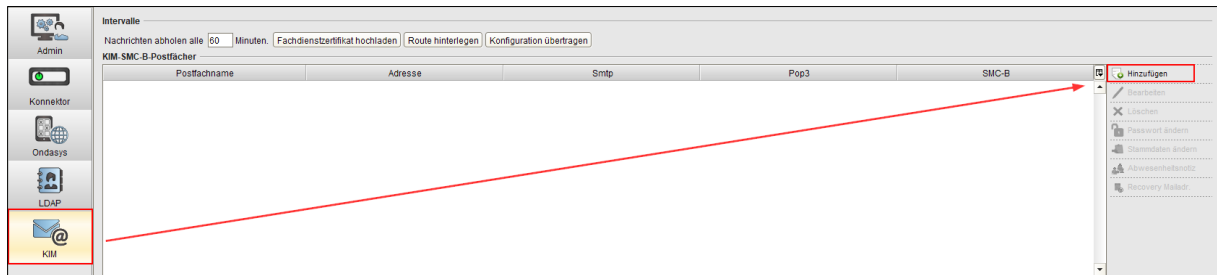 Admin
Konnektor
Ondasys
LDAP
KIM
Intervalle
Nachrichten abholen alle 60 Minuten. Fachdienstzertifikat hochladen Route hinterlegen Konfiguration übertragen
KIM-SMC-B-Postfächer
Postfachname Adresse Smtp Pop3 SMC-B
Hinzufügen
Bearbeiten
Löschen
Passwort ändern
Stammdaten ändern
Abwesenheitsnotiz
Recovery Mailadr.